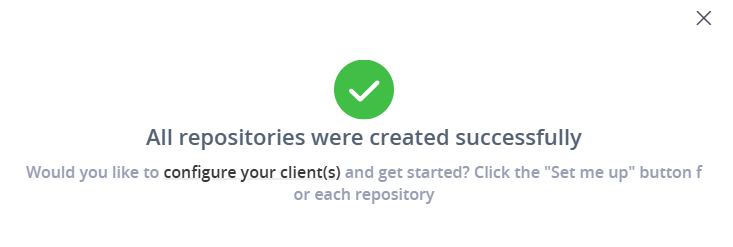 All repositories were created successfully
Would you like to configure your client(s) and get started? Click the "Set me up" button f
or each repository